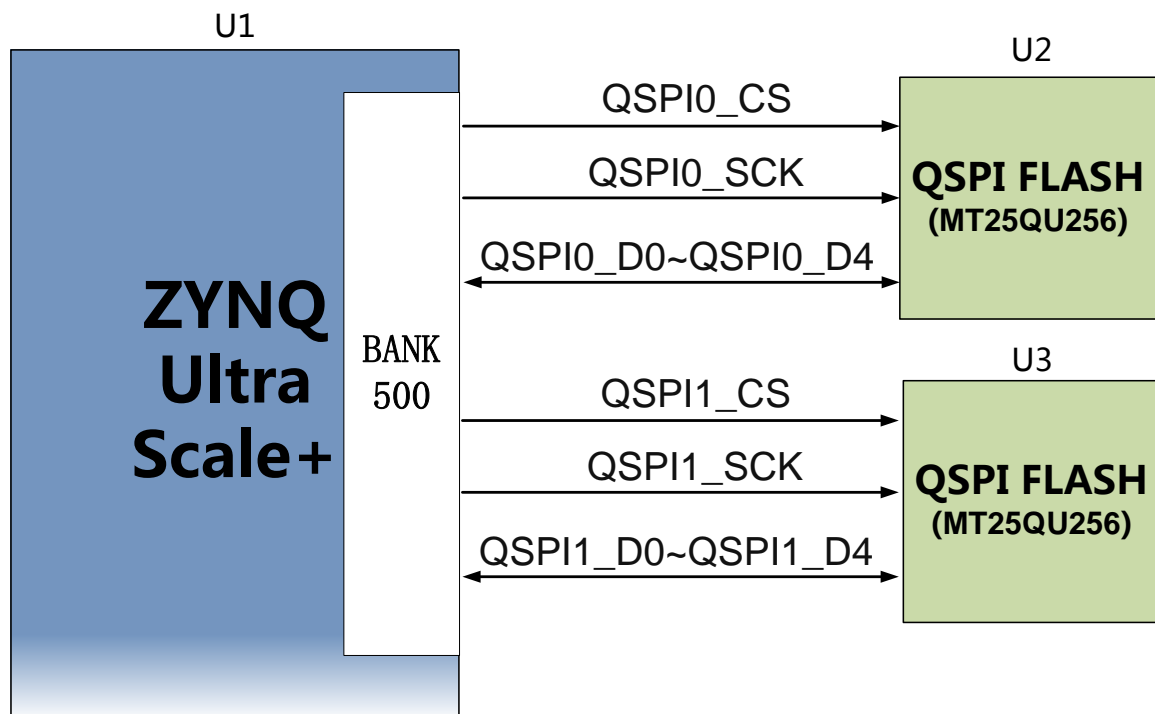 U1
ZYNQ
Ultra
Scale+
BANK
500
QSPI0_CS
QSPI0_SCK
QSPI0_D0~QSPI0_D4
QSPI1_CS
QSPI1_SCK
QSPI1_D0~QSPI1_D4
U2
QSPI FLASH
(MT25QU256)
U3
QSPI FLASH
(MT25QU256)